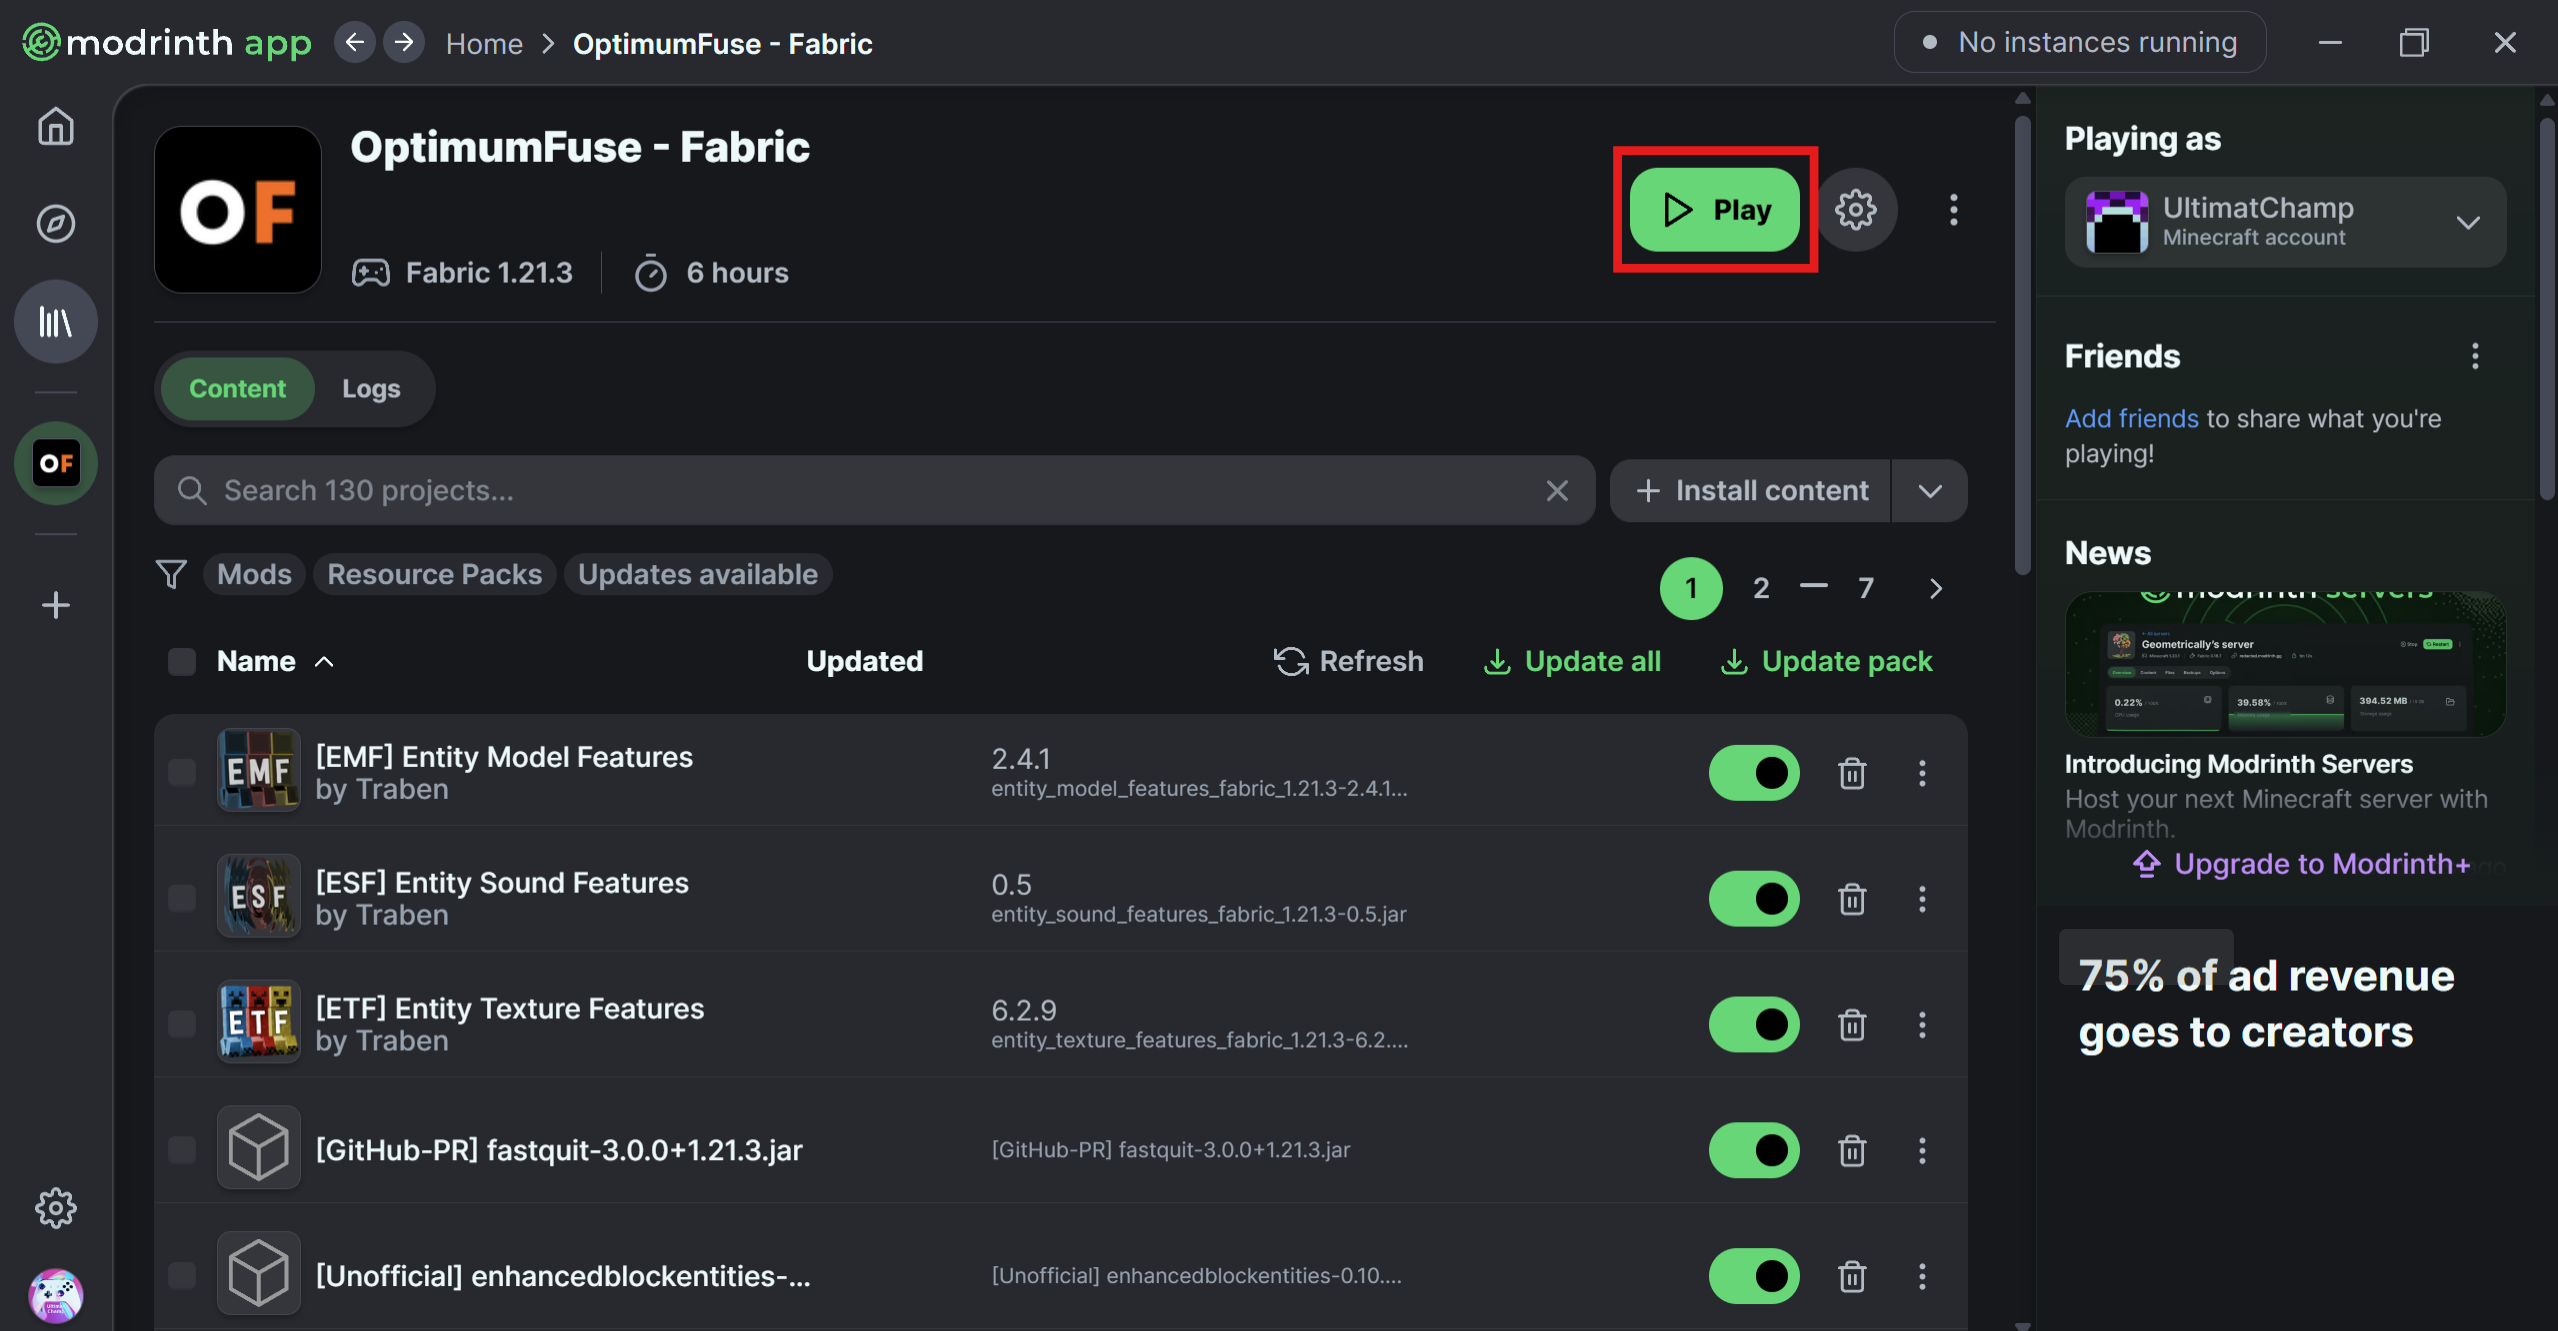 modrinth app
Home > OptimumFuse - Fabric
No instances running
OF
OptimumFuse - Fabric
Fabric 1.21.3
6 hours
Play
Playing as
UltimatChamp
Minecraft account
Content
Logs
Friends
Add friends to share what you're
playing!
OF
Search 130 projects...
Install content
Mods
Resource Packs
Updates available
1 2 — 7
News
modrinth servers
Geometrically's server
Restart
0.22%
39.58%
394.52 MB
Name
Updated
Refresh
Update all
Update pack
EMF
[EMF] Entity Model Features
by Traben
2.4.1
entity_model_features_fabric_1.21.3-2.4.1...
Introducing Modrinth Servers
Host your next Minecraft server with
Modrinth.
Upgrade to Modrinth+
ESF
[ESF] Entity Sound Features
by Traben
0.5
entity_sound_features_fabric_1.21.3-0.5.jar
75% of ad revenue
goes to creators
ETF
[ETF] Entity Texture Features
by Traben
6.2.9
entity_texture_features_fabric_1.21.3-6.2....
[GitHub-PR] fastquit-3.0.0+1.21.3.jar
[GitHub-PR] fastquit-3.0.0+1.21.3.jar
[Unofficial] enhancedblockentities-...
[Unofficial] enhancedblockentities-0.10....